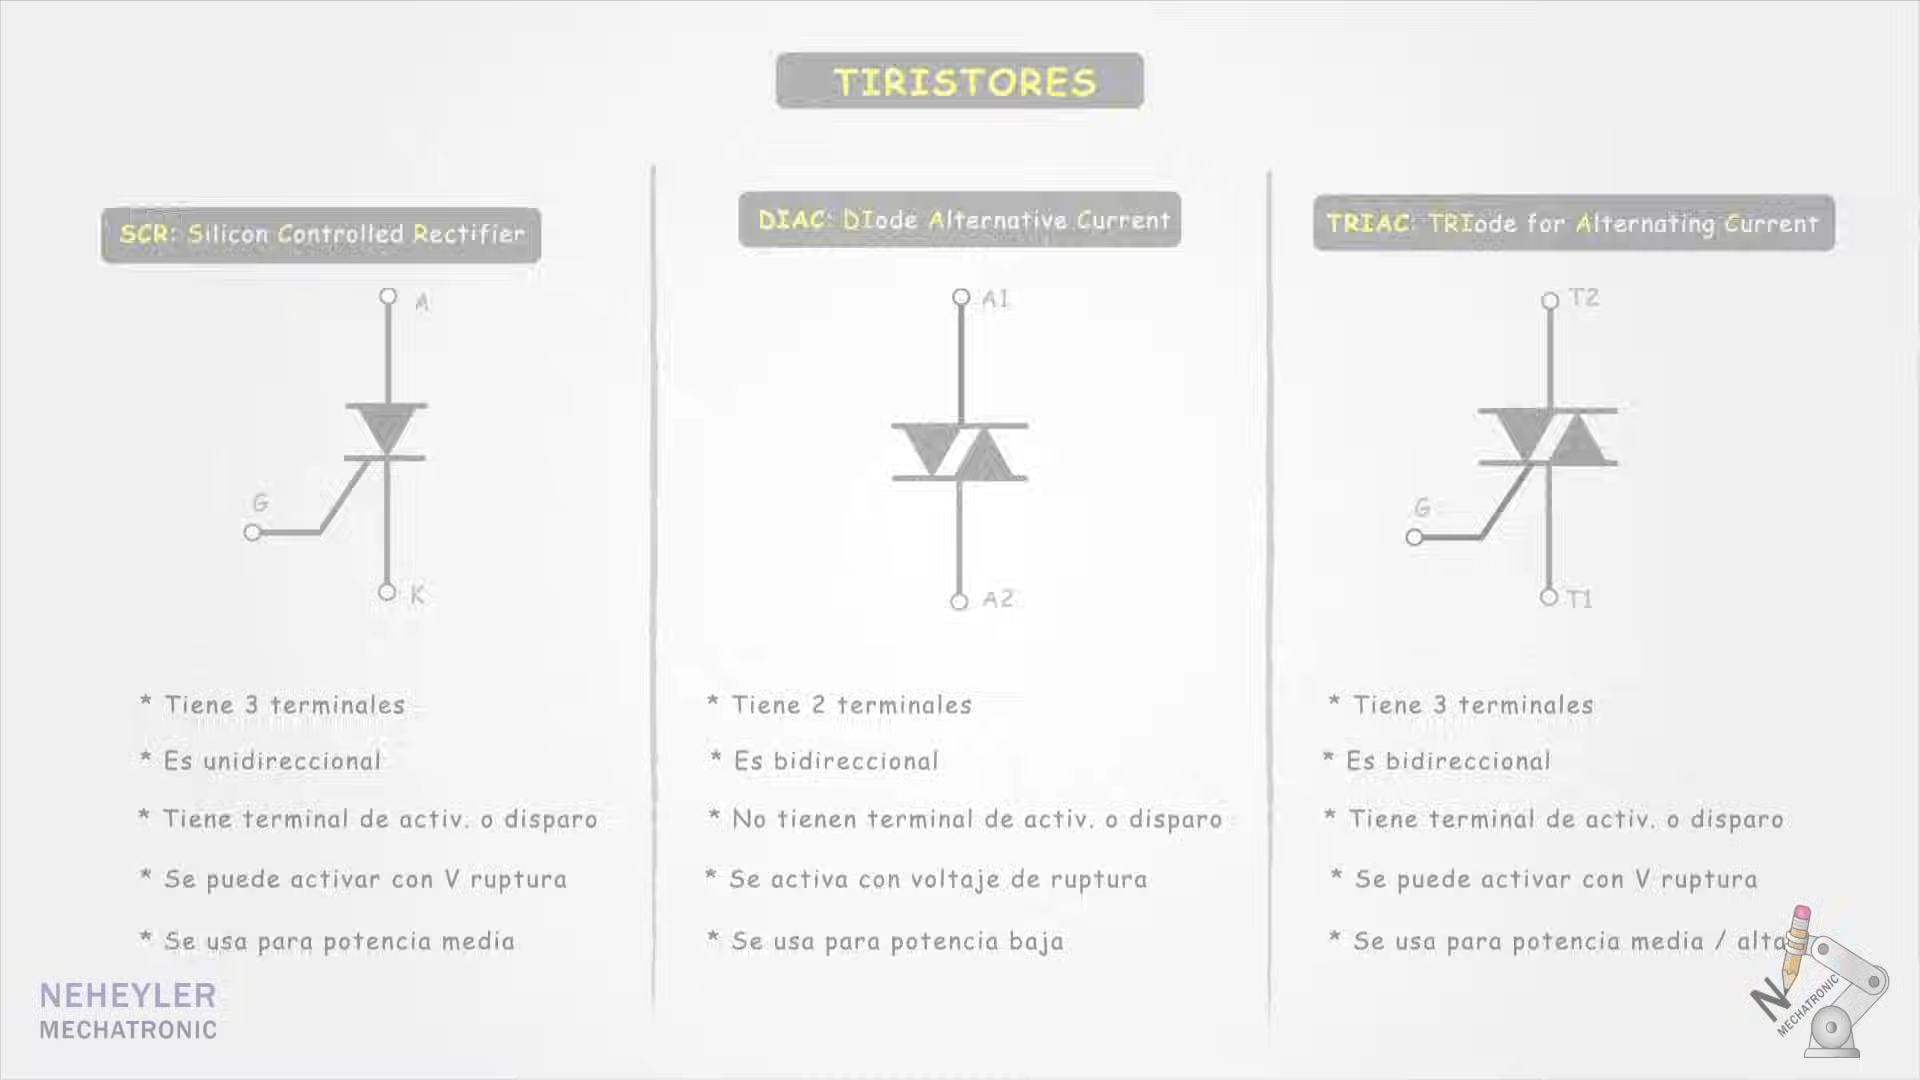 TIRISTORES
SCR: Silicon Controlled Rectifier
A
G
K
* Tiene 3 terminales
* Es unidireccional
* Tiene terminal de activ. o disparo
* Se puede activar con V ruptura
* Se usa para potencia media
DIAC: DIode Alternative Current
A1
A2
* Tiene 2 terminales
* Es bidireccional
* No tienen terminal de activ. o disparo
* Se activa con voltaje de ruptura
* Se usa para potencia baja
TRIAC: TRIode for Alternating Current
T2
G
T1
* Tiene 3 terminales
* Es bidireccional
* Tiene terminal de activ. o disparo
* Se puede activar con V ruptura
* Se usa para potencia media / alta
NEHEYLER
MECHATRONIC
N
MECHATRONIC